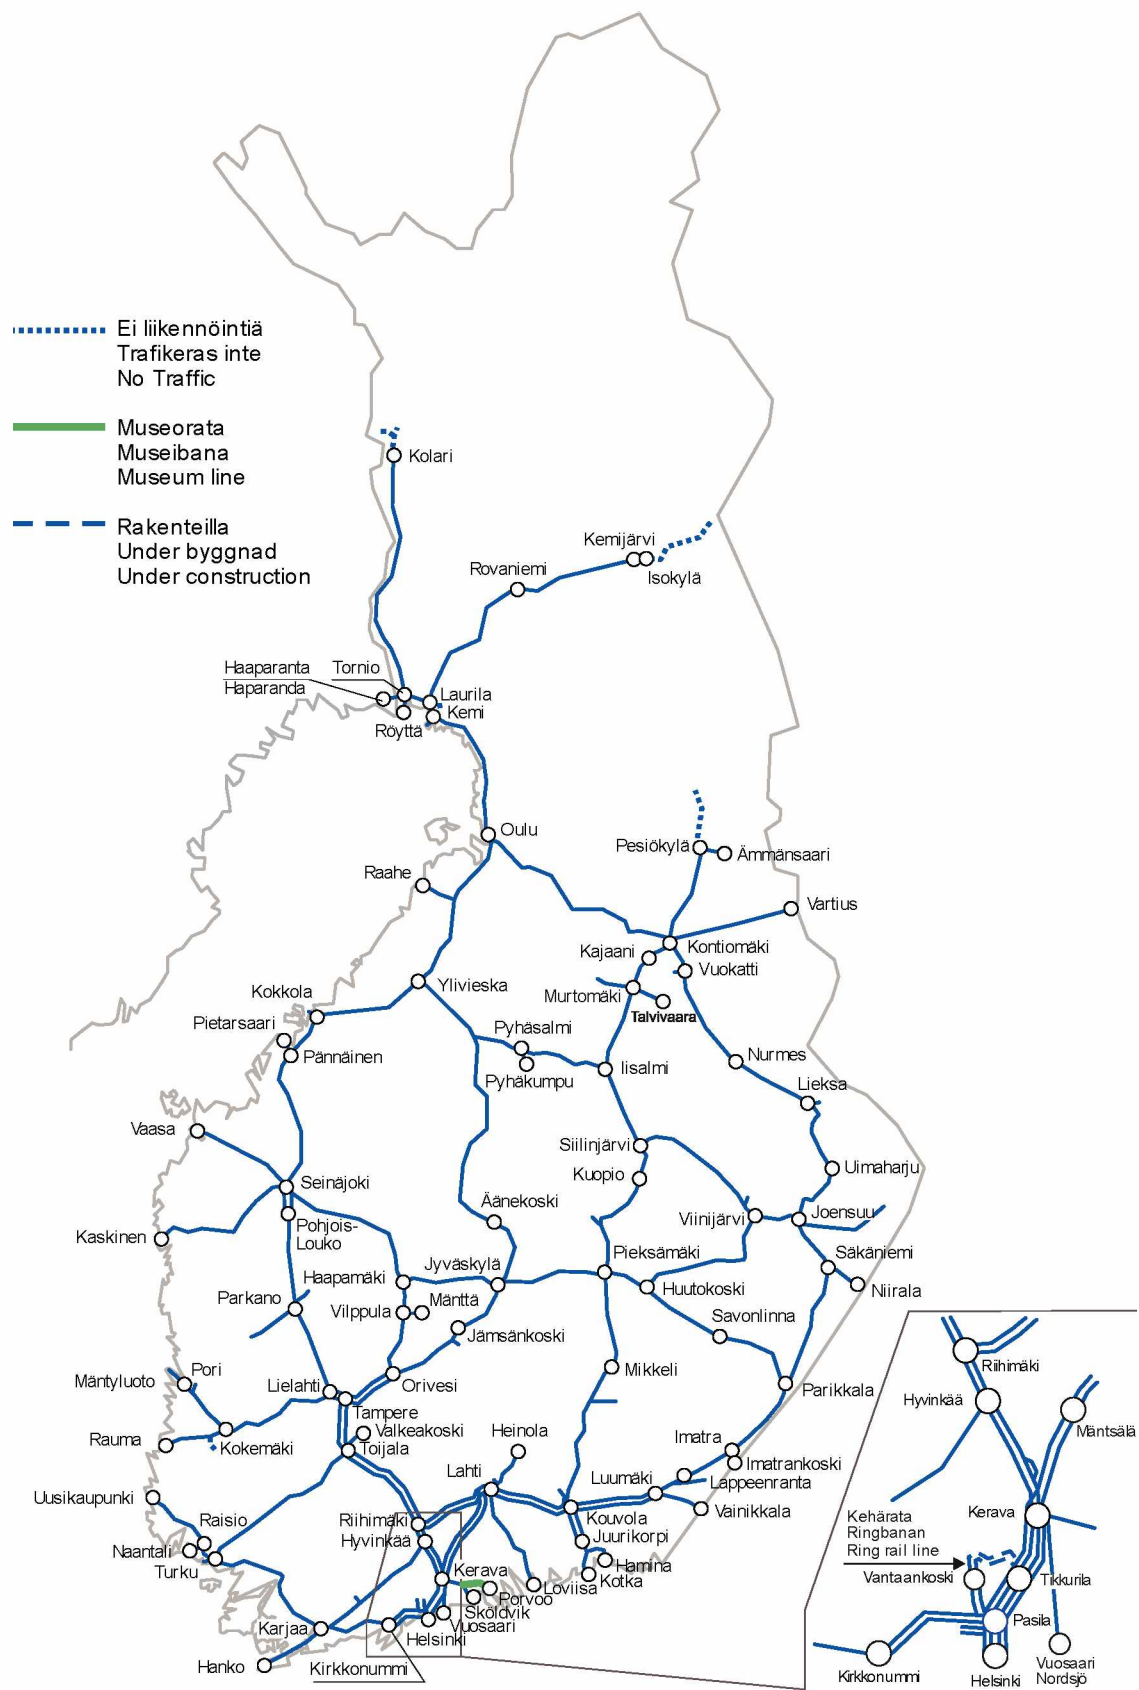 Ei liikennöintiä
Trafikeras inte
No Traffic
Museorata
Museibana
Museum line
Rakenteilla
Under byggnad
Under construction
Kolari
Kemijärvi
Isokylä
Rovaniemi
Haaparanta
Haparanda
Tornio
Laurila
Kemi
Röyttä
Oulu
Pesiökylä
Ämmänsaari
Raahe
Vartius
Kontiomäki
Kajaani
Vuokatti
Ylivieska
Murtomäki
Talvivaara
Kokkola
Pietarsaari
Pännäinen
Pyhäsalmi
Pyhäkumpu
Iisalmi
Nurmes
Lieksa
Vaasa
Siilinjärvi
Kuopio
Uimaharju
Seinäjoki
Äänekoski
Viinijärvi
Joensuu
Kaskinen
Pohjois-
Louko
Jyväskylä
Pieksämäki
Säkäniemi
Haapamäki
Huutokoski
Niirala
Parkano
Vilppula
Mänttä
Savonlinna
Jämsänkoski
Mikkeli
Pori
Mäntyluoto
Lielahti
Orivesi
Parikkala
Tampere
Valkeakoski
Heinola
Rauma
Kokemäki
Toijala
Imatra
Imatrankoski
Lahti
Luumäki
Lappeenranta
Uusikaupunki
Vainikkala
Raisio
Riihimäki
Hyvinkää
Kouvola
Juurikorpi
Naantali
Turku
Kerava
Hamina
Kotka
Loviisa
Porvoo
Sköldvik
Vuosaari
Helsinki
Karjaa
Hanko
Kirkkonummi
Riihimäki
Hyvinkää
Mäntsälä
Kerava
Kehärata
Ringbanan
Ring rail line
Vantaankoski
Tikkurila
Pasila
Kirkkonummi
Helsinki
Vuosaari
Nordsjö